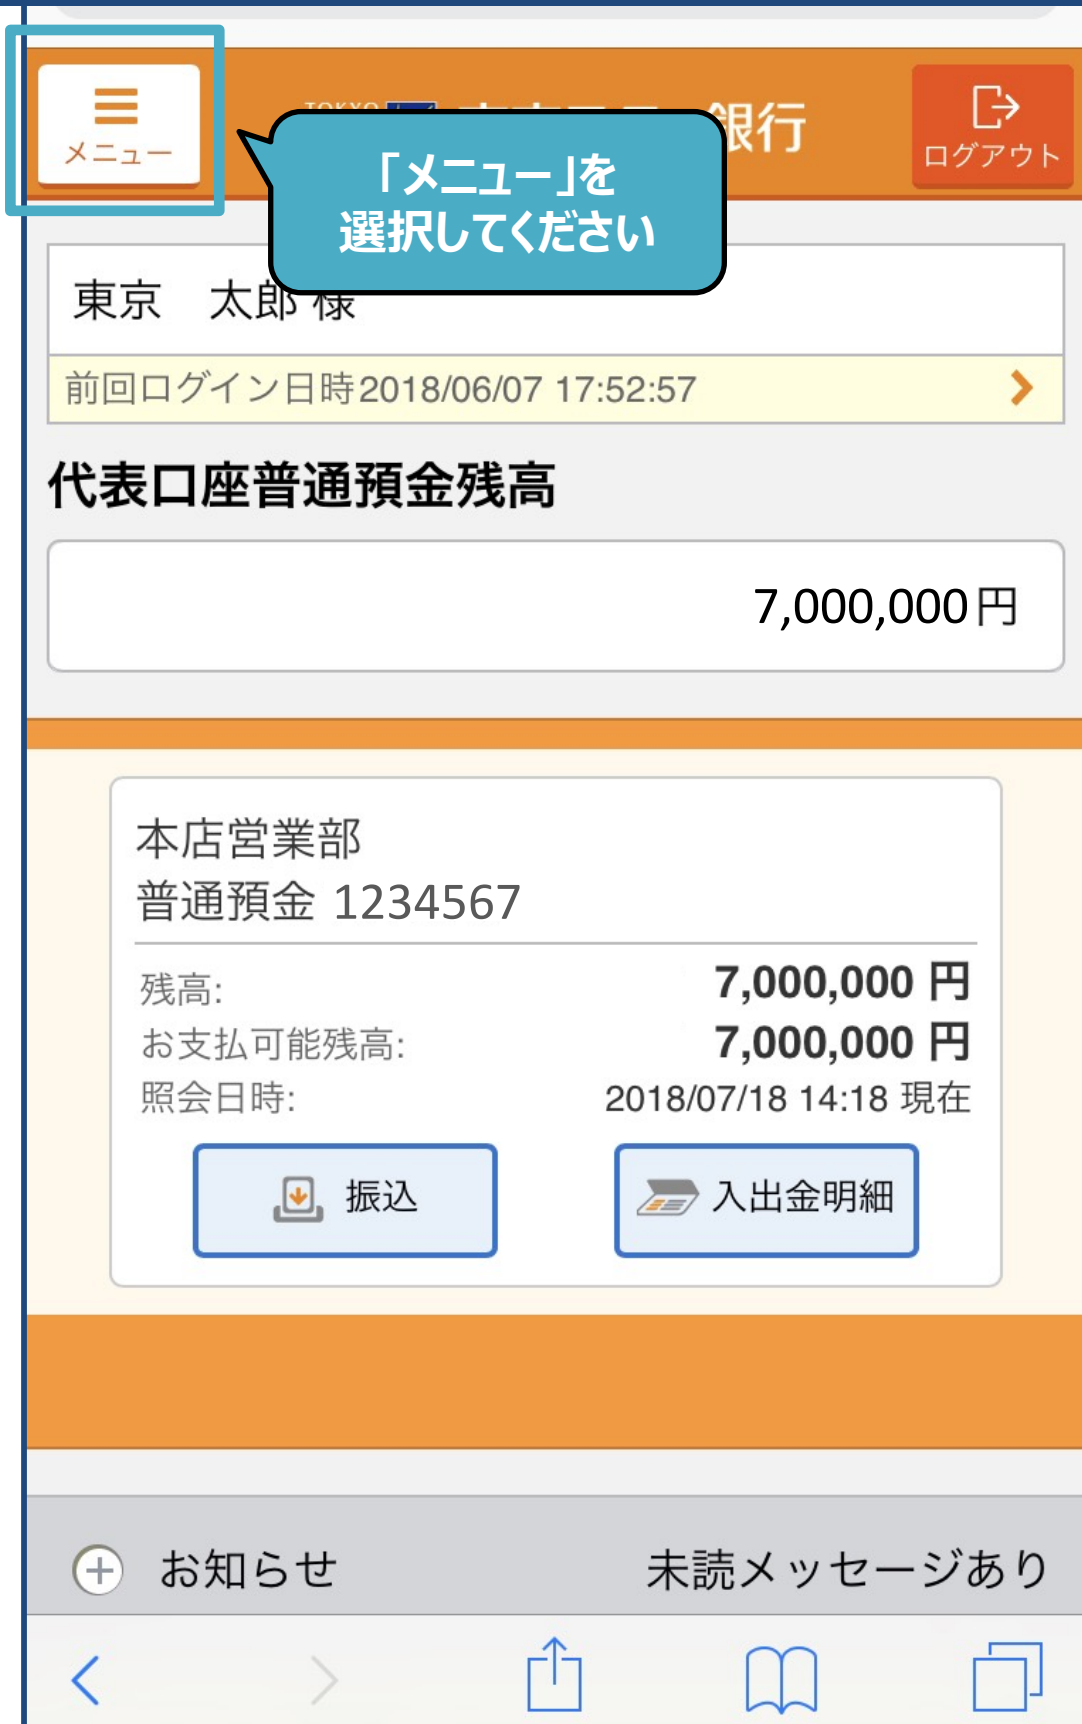 メニュー
銀行
ログアウト
「メニュー」を
選択してください
東京　太郎 様
前回ログイン日時2018/06/07 17:52:57
代表口座普通預金残高
7,000,000円
本店営業部
普通預金 1234567
残高: 7,000,000 円
お支払可能残高: 7,000,000 円
照会日時: 2018/07/18 14:18 現在
振込 入出金明細
お知らせ 未読メッセージあり